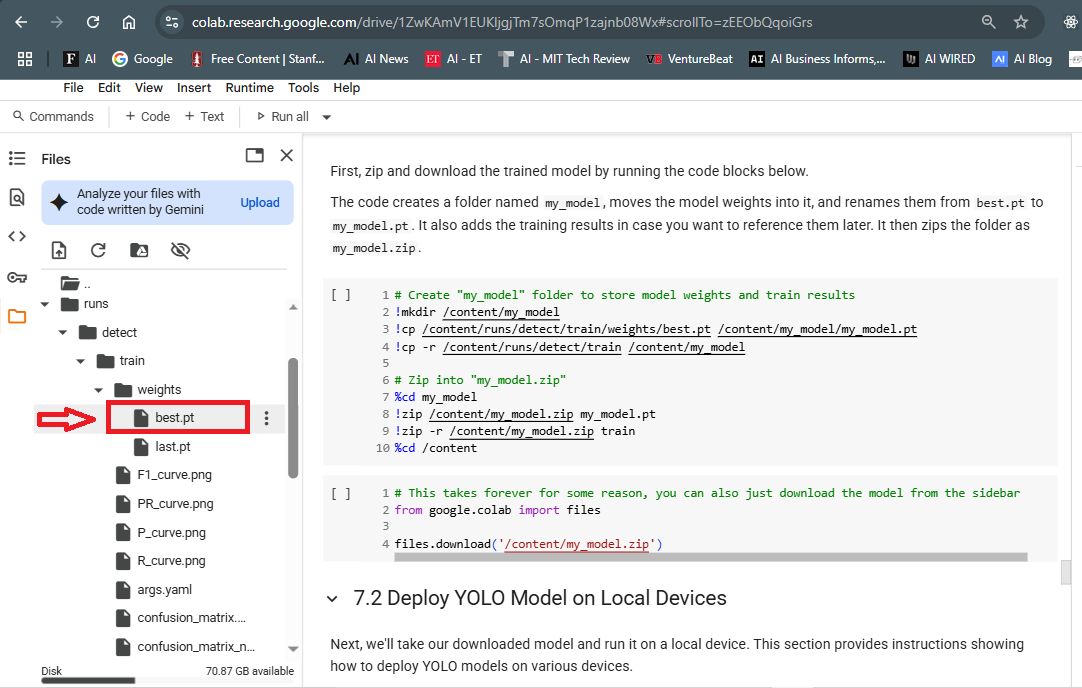 colab.research.google.com/drive/1ZwKAmV1EUKljgjTm7sOmqP1zajnb08Wx#scrollTo=zEEObQqoiGrs
F AI Google Free Content | Stanf... AI AI News ET AI - ET AI - MIT Tech Review VB VentureBeat AI AI Business Informs,... AI WIRED AI AI Blog
File Edit View Insert Runtime Tools Help
Commands + Code + Text Run all
Files
Analyze your files with
code written by Gemini
Upload
..
runs
detect
train
weights
best.pt
last.pt
F1_curve.png
PR_curve.png
P_curve.png
R_curve.png
args.yaml
confusion_matrix....
confusion_matrix_n...
Disk 70.87 GB available
First, zip and download the trained model by running the code blocks below.
The code creates a folder named my_model, moves the model weights into it, and renames them from best.pt to
my_model.pt. It also adds the training results in case you want to reference them later. It then zips the folder as
my_model.zip.
[ ] 1 # Create "my_model" folder to store model weights and train results
2 !mkdir /content/my_model
3 !cp /content/runs/detect/train/weights/best.pt /content/my_model/my_model.pt
4 !cp -r /content/runs/detect/train /content/my_model
5
6 # Zip into "my_model.zip"
7 %cd my_model
8 !zip /content/my_model.zip my_model.pt
9 !zip -r /content/my_model.zip train
10 %cd /content
[ ] 1 # This takes forever for some reason, you can also just download the model from the sidebar
2 from google.colab import files
3
4 files.download('/content/my_model.zip')
7.2 Deploy YOLO Model on Local Devices
Next, we'll take our downloaded model and run it on a local device. This section provides instructions showing
how to deploy YOLO models on various devices.